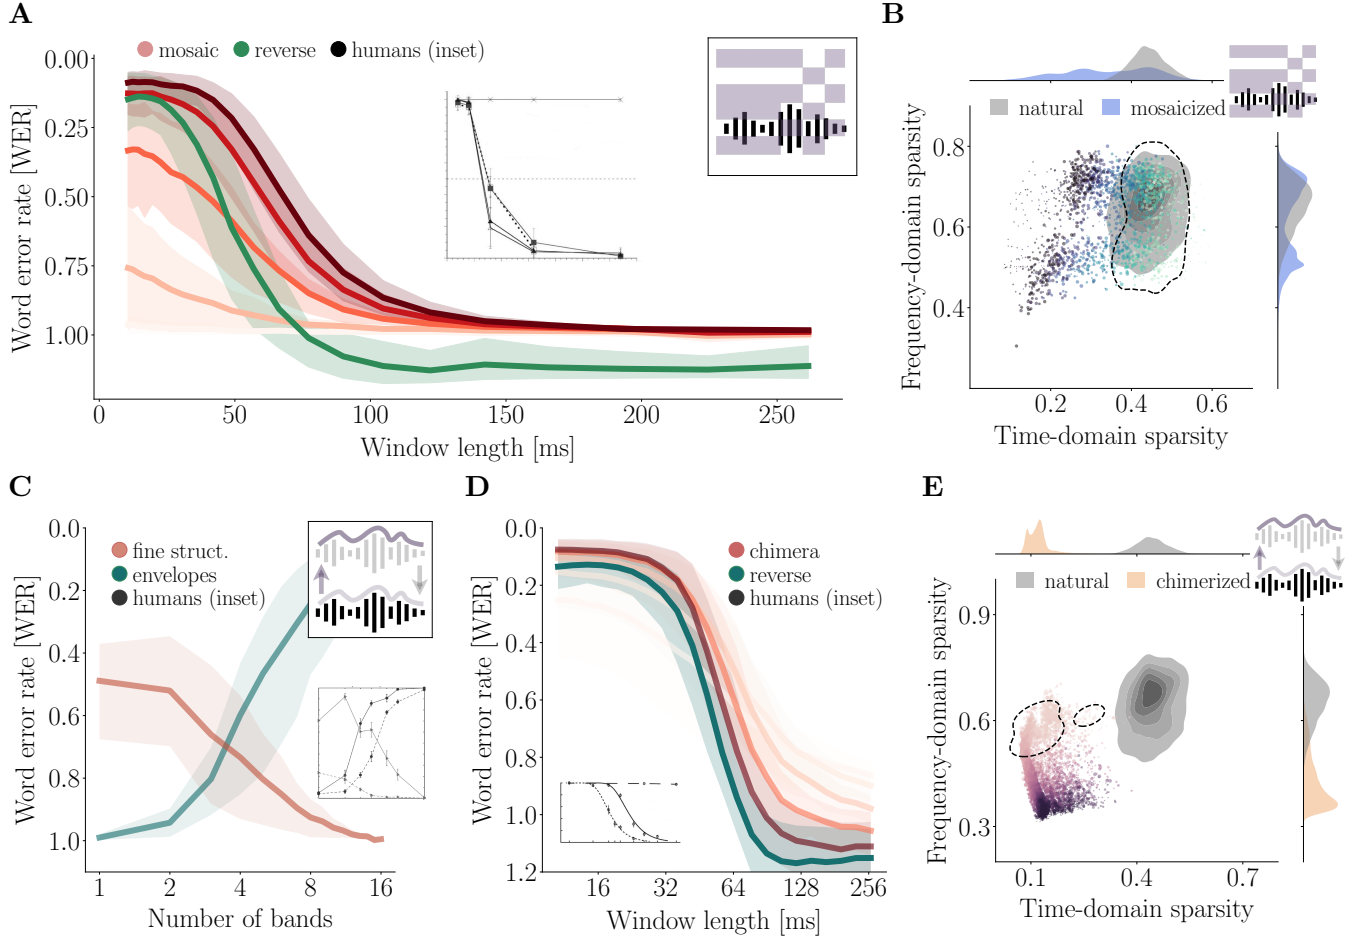 A
mosaic
reverse
humans (inset)
0.00
0.25
0.50
0.75
1.00
Word error rate [WER]
0
50
100
150
200
250
Window length [ms]
B
natural
mosaicized
0.8
0.6
0.4
Frequency-domain sparsity
0.2
0.4
0.6
Time-domain sparsity
C
fine struct.
envelopes
humans (inset)
0.0
0.2
0.4
0.6
0.8
1.0
Word error rate [WER]
1
2
4
8
16
Number of bands
D
chimera
reverse
humans (inset)
0.0
0.2
0.4
0.6
0.8
1.0
1.2
Word error rate [WER]
16
32
64
128
256
Window length [ms]
E
natural
chimerized
0.9
0.6
0.3
Frequency-domain sparsity
0.1
0.4
0.7
Time-domain sparsity